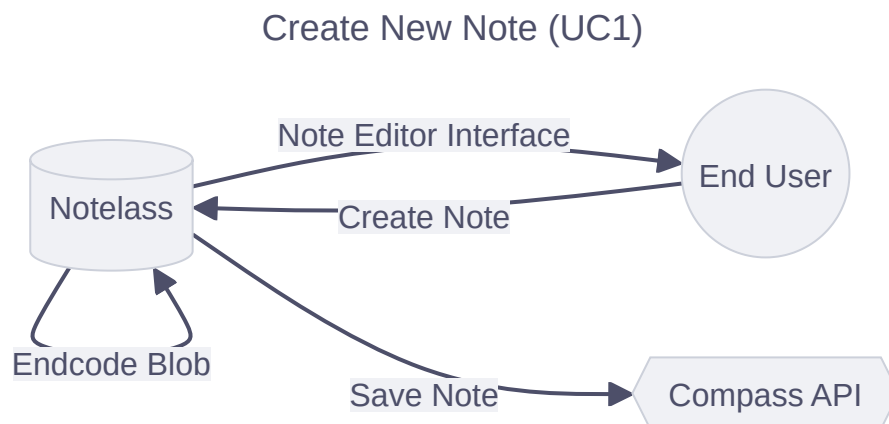 Create New Note (UC1)
Note Editor Interface
End User
Notelass
Create Note
Endcode Blob
Save Note
Compass API